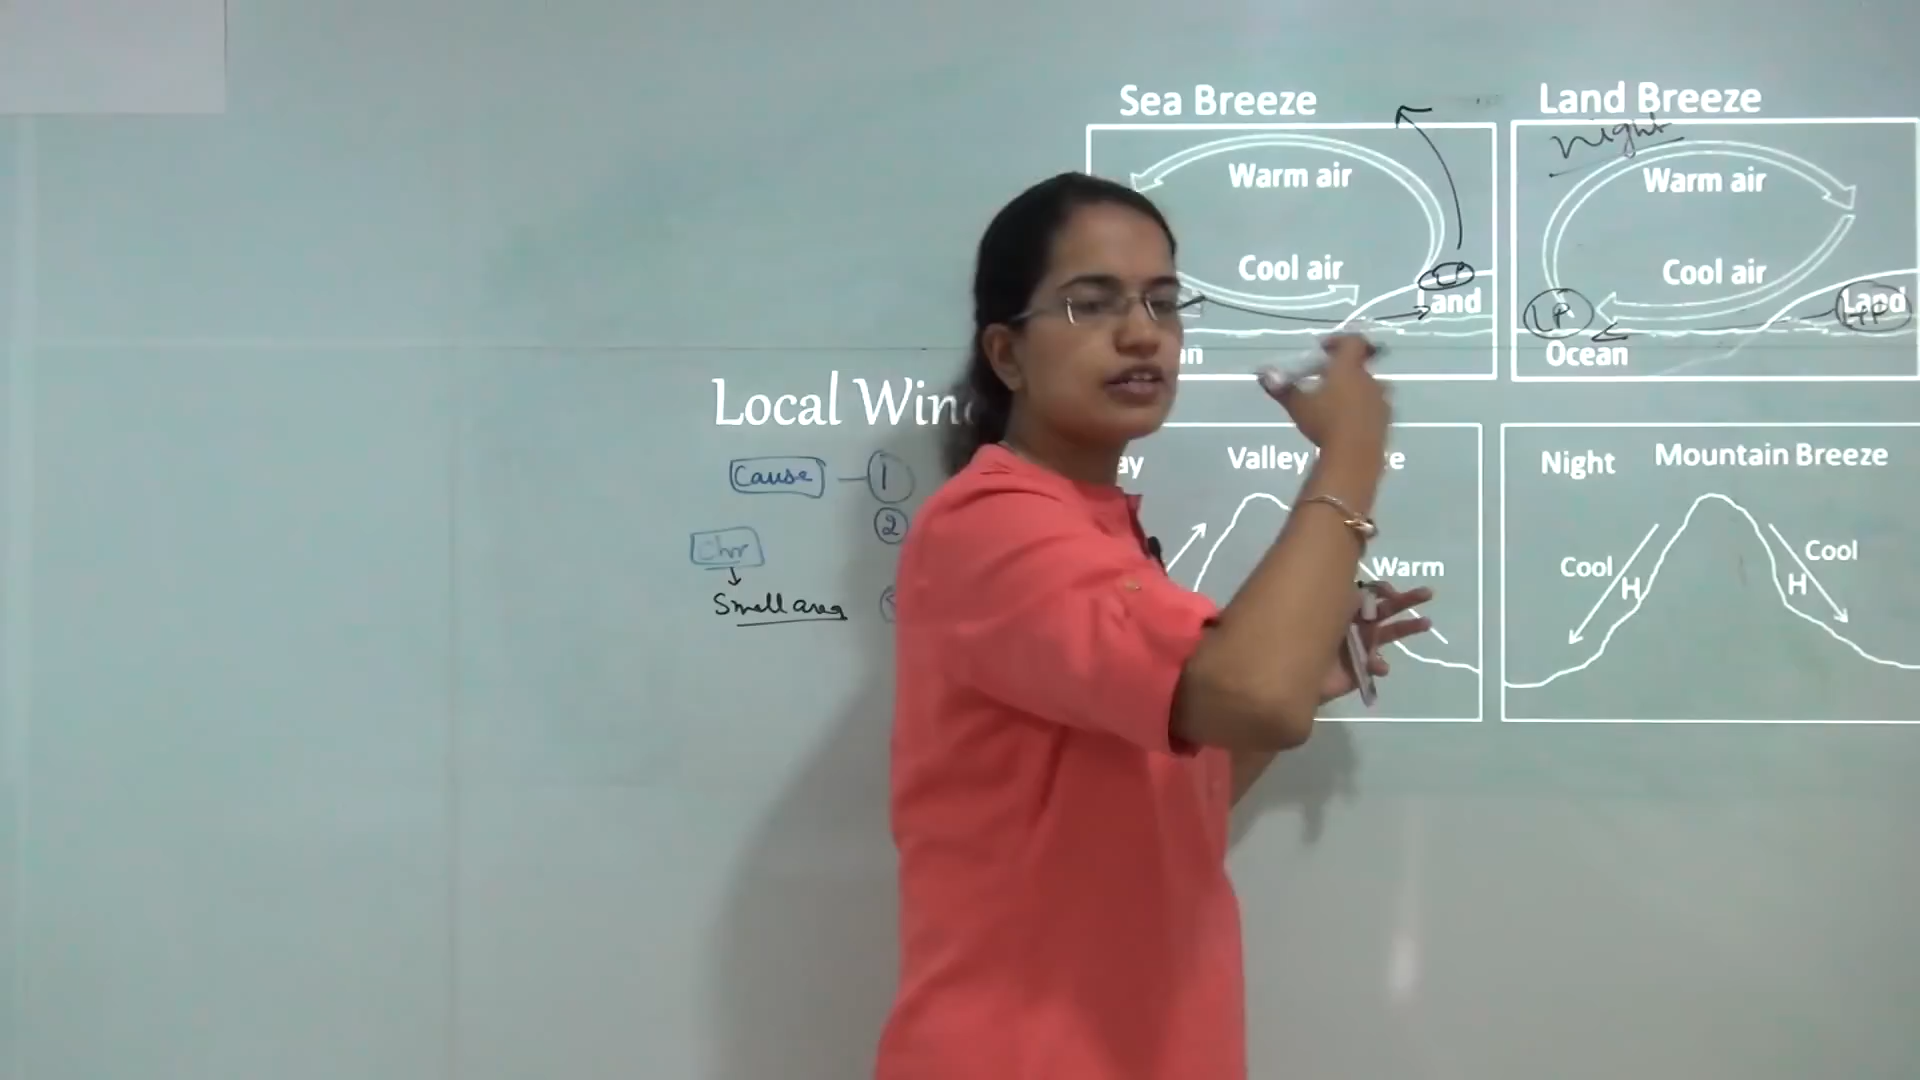 Sea Breeze
Warm air
Cool air
LP
Land
Land Breeze
Night
Warm air
Cool air
LP
Land
HP
Ocean
Local Win
Cause
1
2
Chr
Small area
Valley
Warm
Night
Mountain Breeze
Cool
H
Cool
H